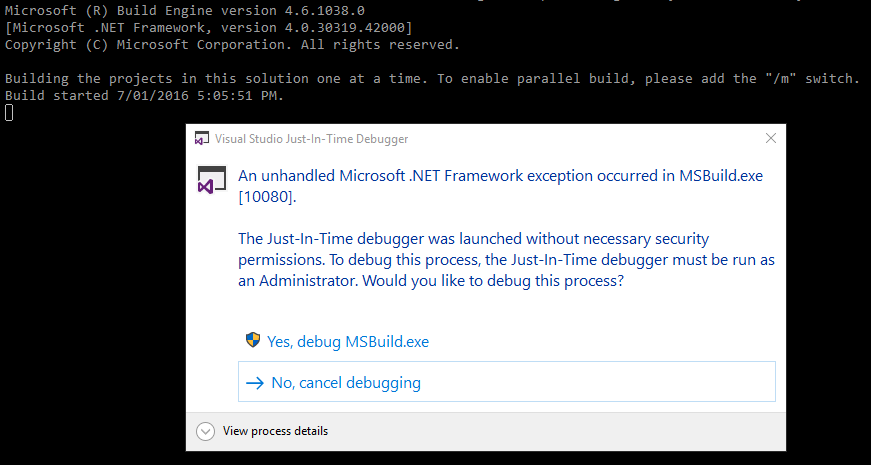 Microsoft (R) Build Engine version 4.6.1038.0
[Microsoft .NET Framework, version 4.0.30319.42000]
Copyright (C) Microsoft Corporation. All rights reserved.
Building the projects in this solution one at a time. To enable parallel build, please add the "/m" switch.
Build started 7/01/2016 5:05:51 PM.
Visual Studio Just-In-Time Debugger
An unhandled Microsoft .NET Framework exception occurred in MSBuild.exe
[10080].
The Just-In-Time debugger was launched without necessary security
permissions. To debug this process, the Just-In-Time debugger must be run as
an Administrator. Would you like to debug this process?
Yes, debug MSBuild.exe
No, cancel debugging
View process details